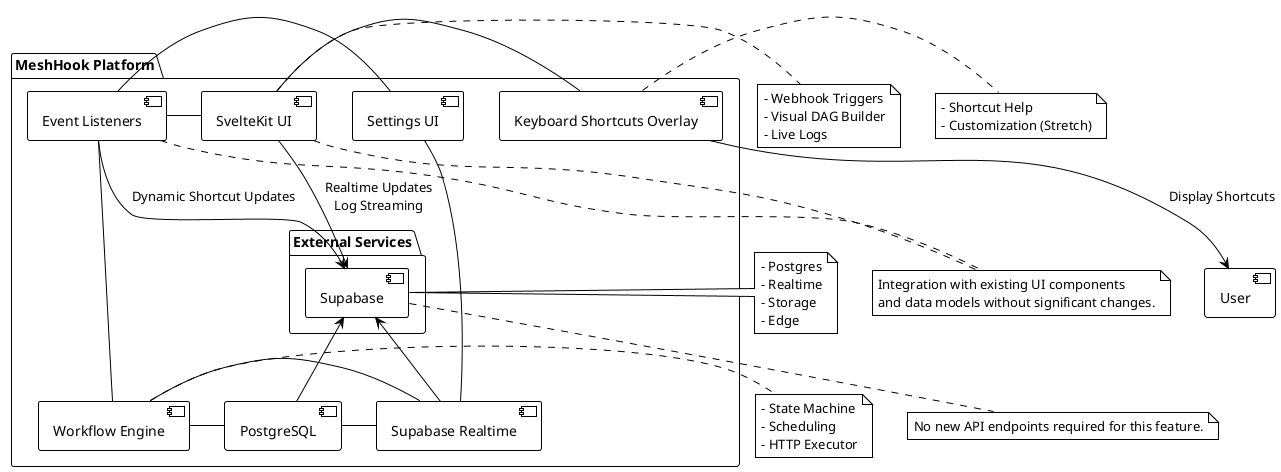 MeshHook Platform
Event Listeners
SvelteKit UI
Settings UI
Keyboard Shortcuts Overlay
- Webhook Triggers
- Visual DAG Builder
- Live Logs
- Shortcut Help
- Customization (Stretch)
Dynamic Shortcut Updates
Realtime Updates
Log Streaming
Display Shortcuts
External Services
Supabase
- Postgres
- Realtime
- Storage
- Edge
Integration with existing UI components
and data models without significant changes.
User
Workflow Engine
PostgreSQL
Supabase Realtime
- State Machine
- Scheduling
- HTTP Executor
No new API endpoints required for this feature.